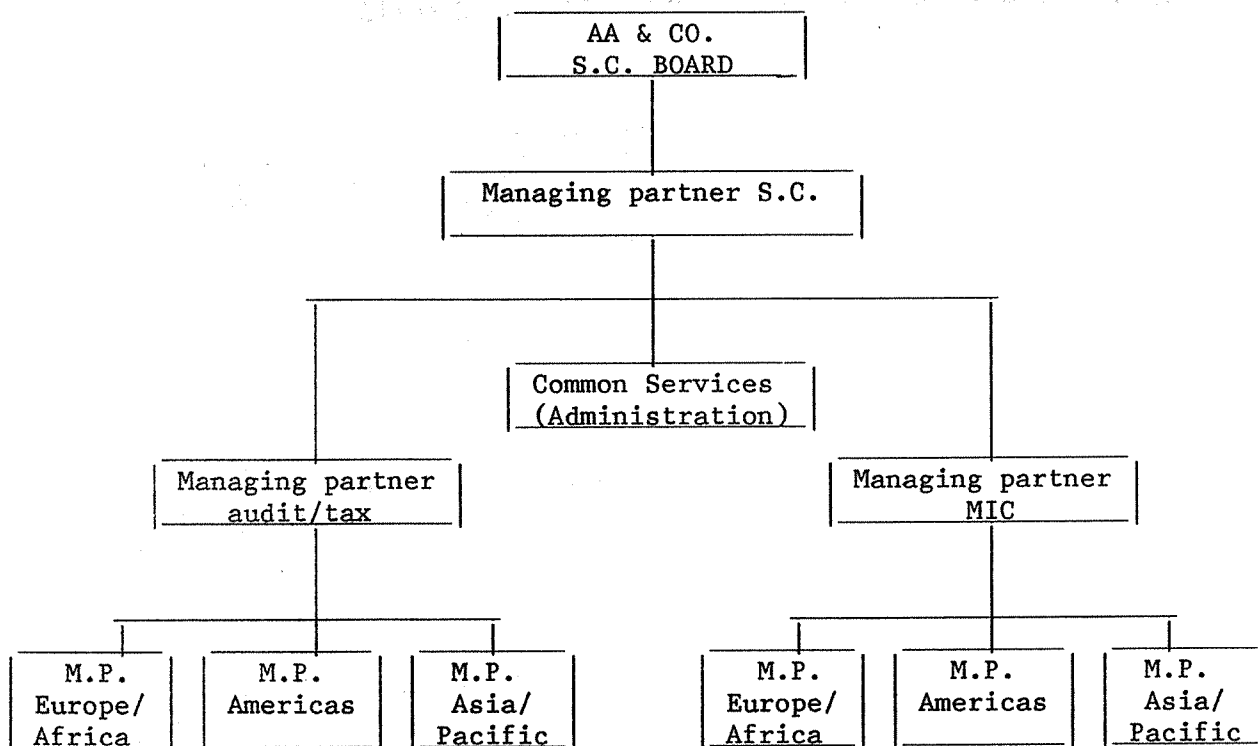 AA & CO.
S.C. BOARD
Managing partner S.C.
Common Services
(Administration)
Managing partner
audit/tax
Managing partner
MIC
M.P.
Europe/
Africa
M.P.
Americas
M.P.
Asia/
Pacific
M.P.
Europe/
Africa
M.P.
Americas
M.P.
Asia/
Pacific